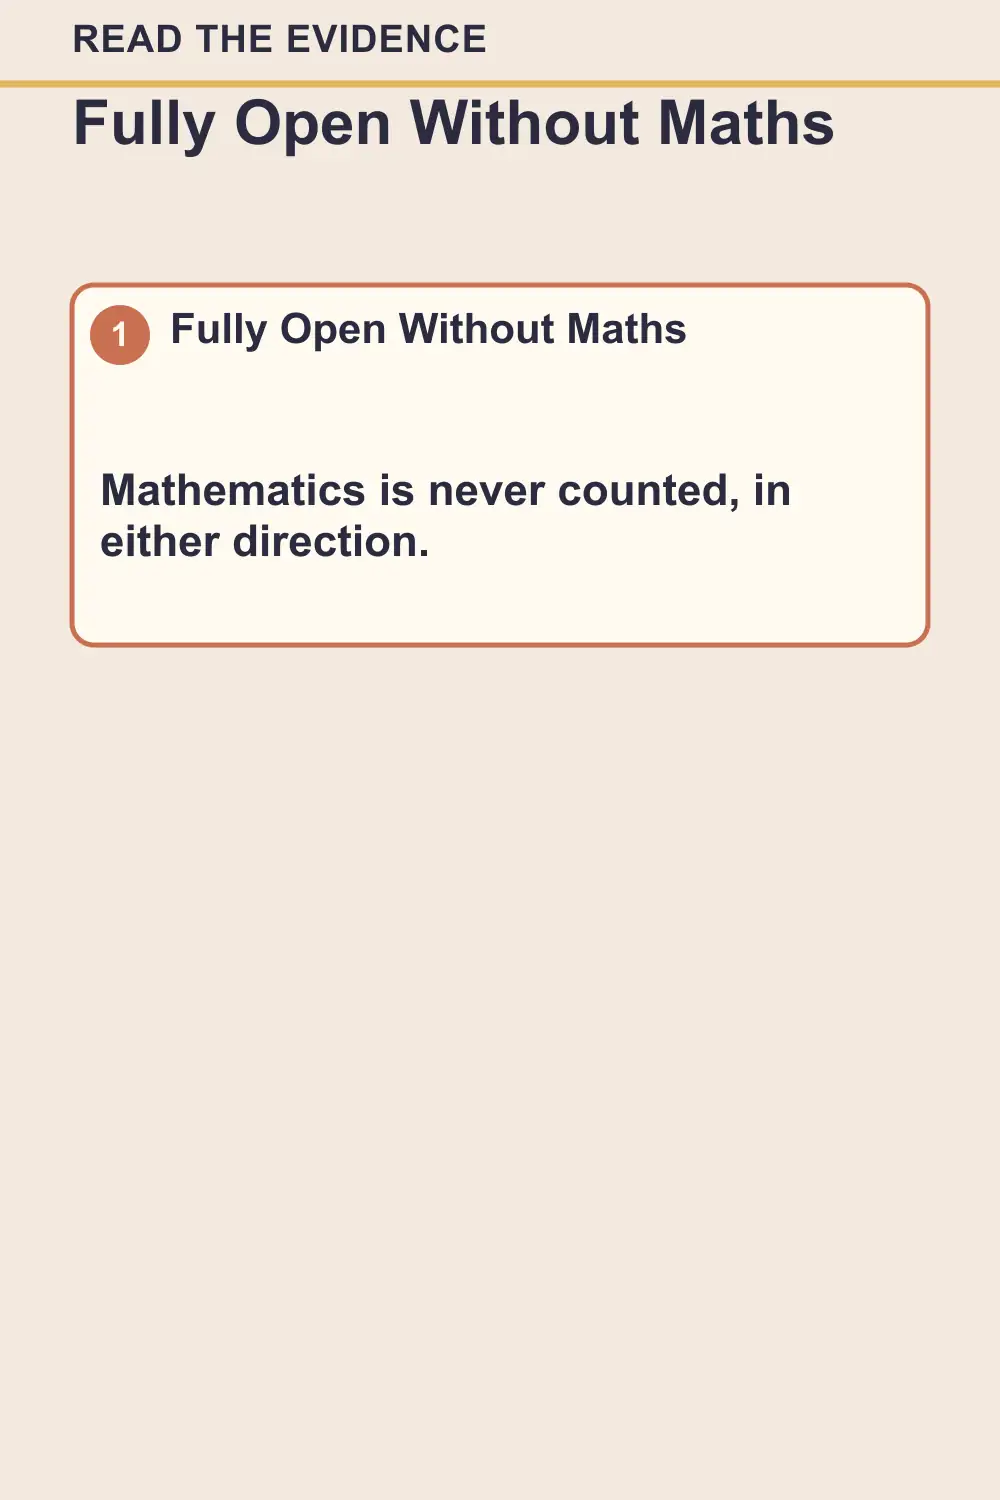 READ THE EVIDENCE
Fully Open Without Maths
1 Fully Open Without Maths
Mathematics is never counted, in
either direction.